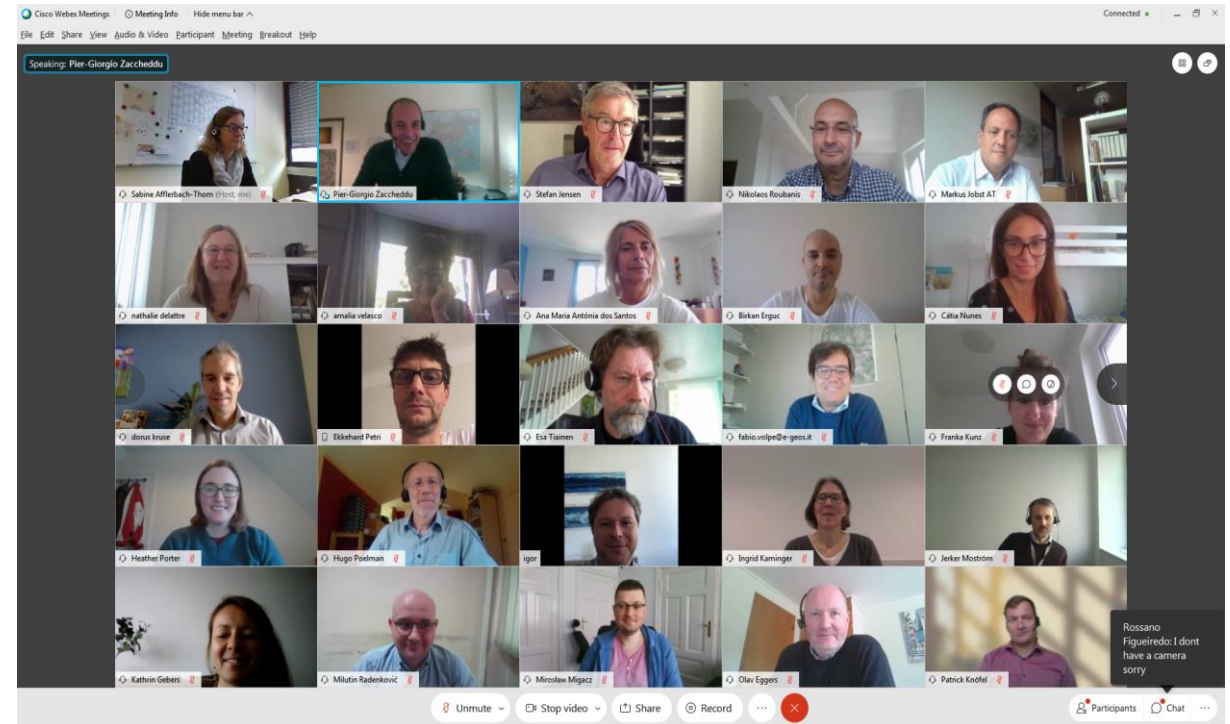 Cisco Webex Meetings Meeting Info Hide menu bar Connected
File Edit Share View Audio & Video Participant Meeting Breakout Help
Speaking: Pier-Giorgio Zaccheddu
Sabine Afflerbach-Thom (Host, me)
Pier-Giorgio Zaccheddu
Stefan Jensen
Nikolaos Roubanis
Markus Jobst AT
nathalie delattre
amalia velasco
Ana Maria Antónia dos Santos
Birkan Erguc
Cátia Nunes
dorus kruse
Ekkehard Petri
Esa Tiainen
fabio.volpe@e-geos.it
Franka Kunz
Heather Porter
Hugo Poelman
igor
Ingrid Kaminger
Jerker Moström
Kathrin Gebers
Milutin Radenković
Mirosław Migacz
Olav Eggers
Patrick Knöfel
Rossano
Figueiredo: I dont
have a camera
sorry
Unmute Stop video Share Record Participants Chat